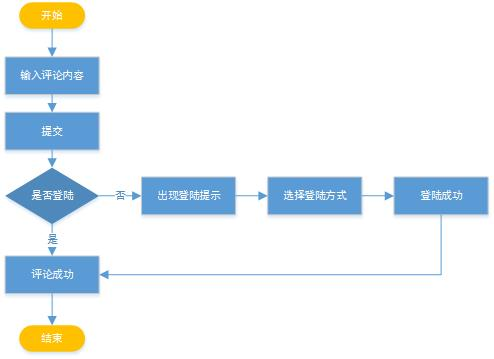 开始
输入评论内容
提交
是否登陆
否
出现登陆提示
选择登陆方式
登陆成功
是
评论成功
结束